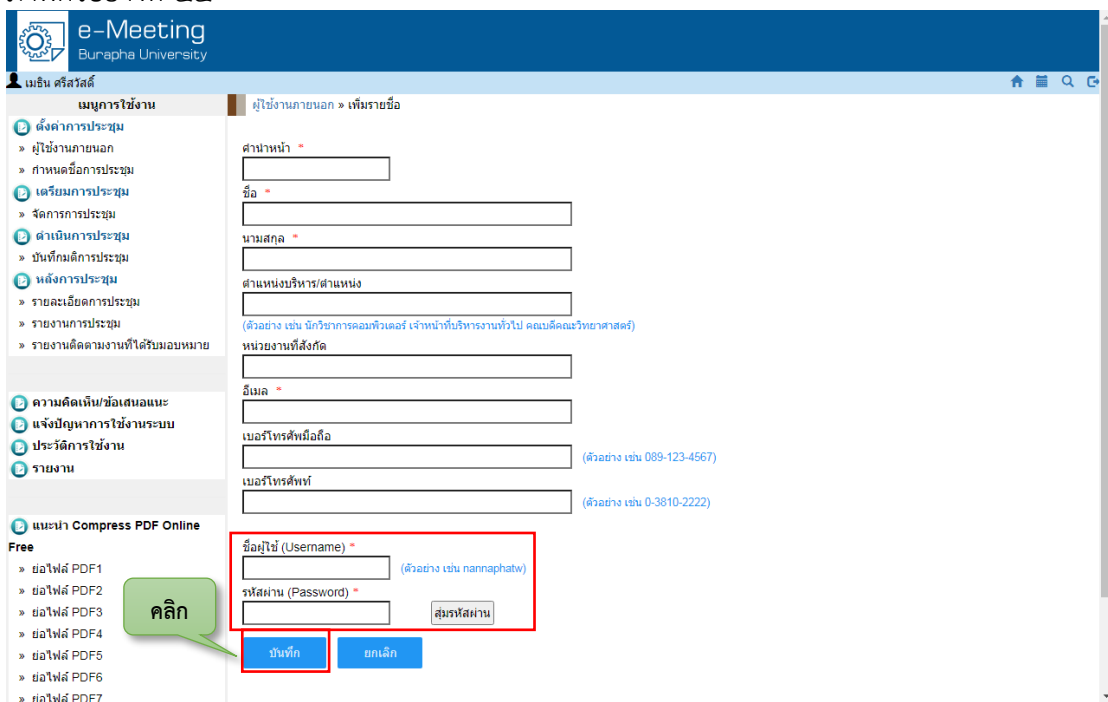 e-Meeting
Burapha University
เมธิน ศรีสวัสดิ์
เมนูการใช้งาน
ตั้งค่าการประชุม
» ผู้ใช้งานภายนอก
» กำหนดชื่อการประชุม
เตรียมการประชุม
» จัดการการประชุม
ดำเนินการประชุม
» บันทึกมติการประชุม
หลังการประชุม
» รายละเอียดการประชุม
» รายงานการประชุม
» รายงานติดตามงานที่ได้รับมอบหมาย
ความคิดเห็น/ข้อเสนอแนะ
แจ้งปัญหาการใช้งานระบบ
ประวัติการใช้งาน
รายงาน
แนะนำ Compress PDF Online
Free
» ย่อไฟล์ PDF1
» ย่อไฟล์ PDF2
» ย่อไฟล์ PDF3
» ย่อไฟล์ PDF4
» ย่อไฟล์ PDF5
» ย่อไฟล์ PDF6
» ย่อไฟล์ PDF7
ผู้ใช้งานภายนอก » เพิ่มรายชื่อ
คำนำหน้า *
ชื่อ *
นามสกุล *
ตำแหน่งบริหาร/ตำแหน่ง
(ตัวอย่าง เช่น นักวิชาการคอมพิวเตอร์ เจ้าหน้าที่บริหารงานทั่วไป คณบดีคณะวิทยาศาสตร์)
หน่วยงานที่สังกัด
อีเมล *
เบอร์โทรศัพมือถือ
(ตัวอย่าง เช่น 089-123-4567)
เบอร์โทรศัพท์
(ตัวอย่าง เช่น 0-3810-2222)
ชื่อผู้ใช้ (Username) *
(ตัวอย่าง เช่น nannaphatw)
รหัสผ่าน (Password) *
สุ่มรหัสผ่าน
คลิก
บันทึก
ยกเลิก